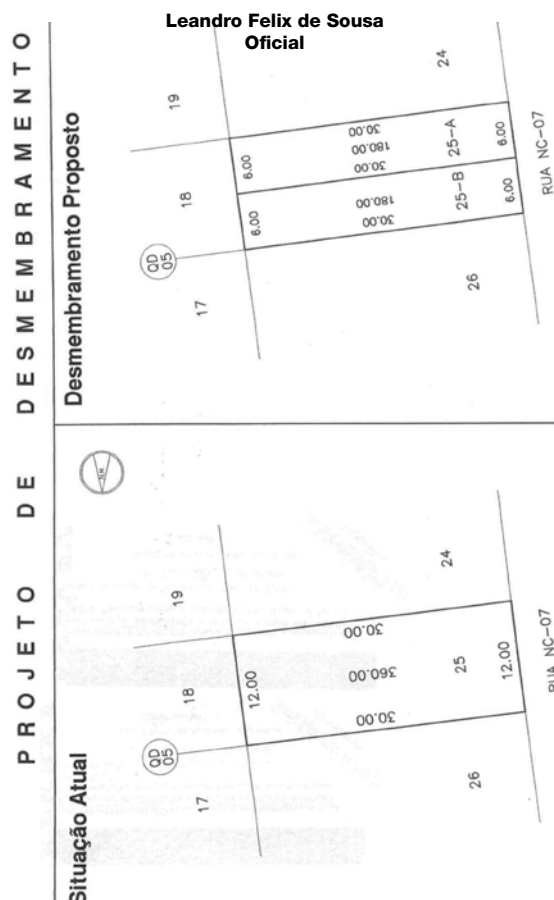 Leandro Felix de Sousa
Oficial
PROJETO DE DESMEMBRAMENTO
Situação Atual
QD
05
17
18
19
12.00
30.00
360.00
30.00
25
24
26
12.00
RUA NC-07
NM
Desmembramento Proposto
QD
05
17
18
19
6.00
6.00
30.00
180.00
30.00
180.00
30.00
25-B
25-A
24
26
6.00
6.00
RUA NC-07